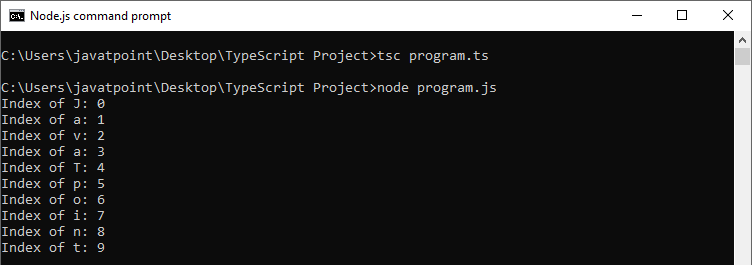 Node.js command prompt
C:\Users\javatpoint\Desktop\TypeScript Project>tsc program.ts
C:\Users\javatpoint\Desktop\TypeScript Project>node program.js
Index of J: 0
Index of a: 1
Index of v: 2
Index of a: 3
Index of T: 4
Index of p: 5
Index of o: 6
Index of i: 7
Index of n: 8
Index of t: 9